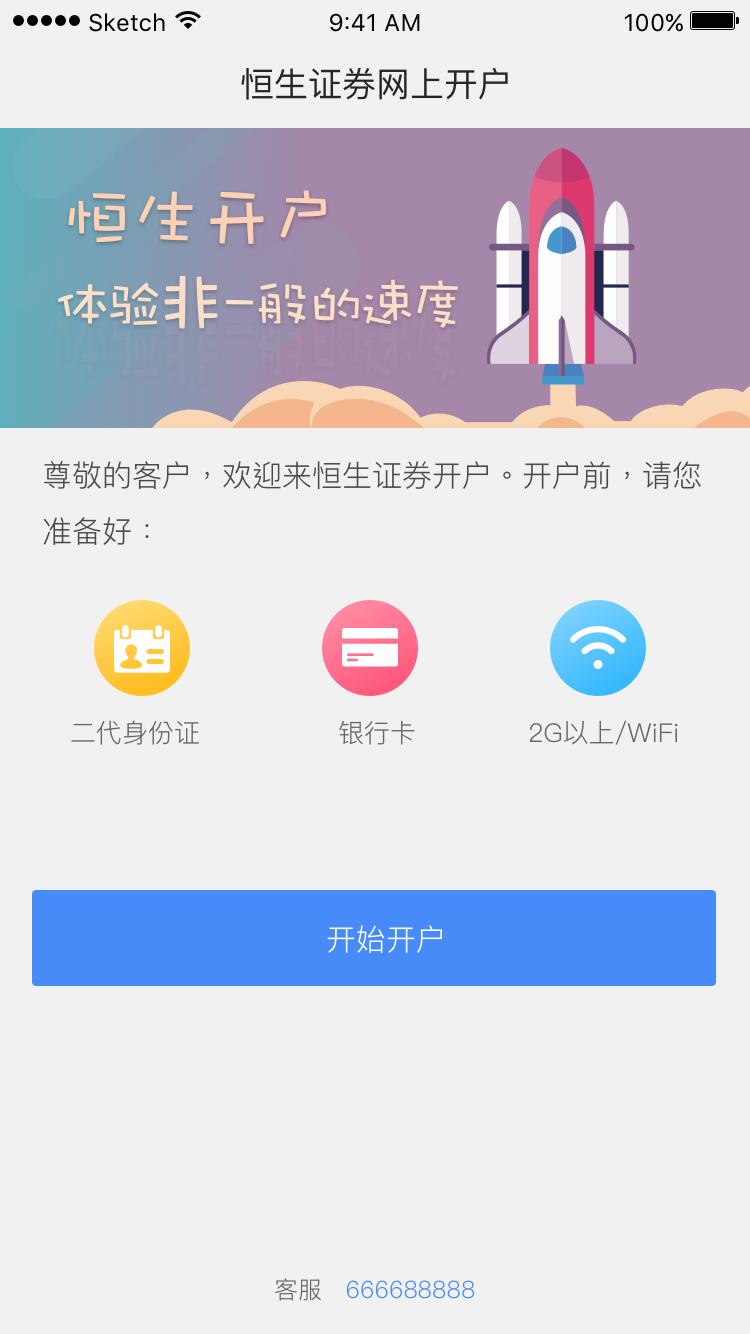 Sketch 9:41 AM 100%
恒生证券网上开户
恒生开户
体验非一般的速度
尊敬的客户，欢迎来恒生证券开户。开户前，请您
准备好：
二代身份证 银行卡 2G以上/WiFi
开始开户
客服 666688888